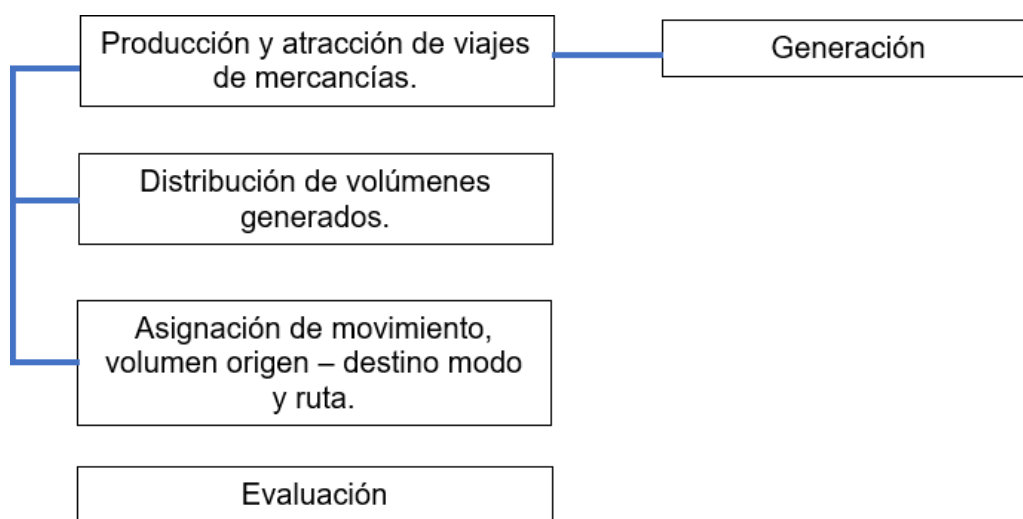 Producción y atracción de viajes
de mercancías.
Generación
Distribución de volúmenes
generados.
Asignación de movimiento,
volumen origen – destino modo
y ruta.
Evaluación